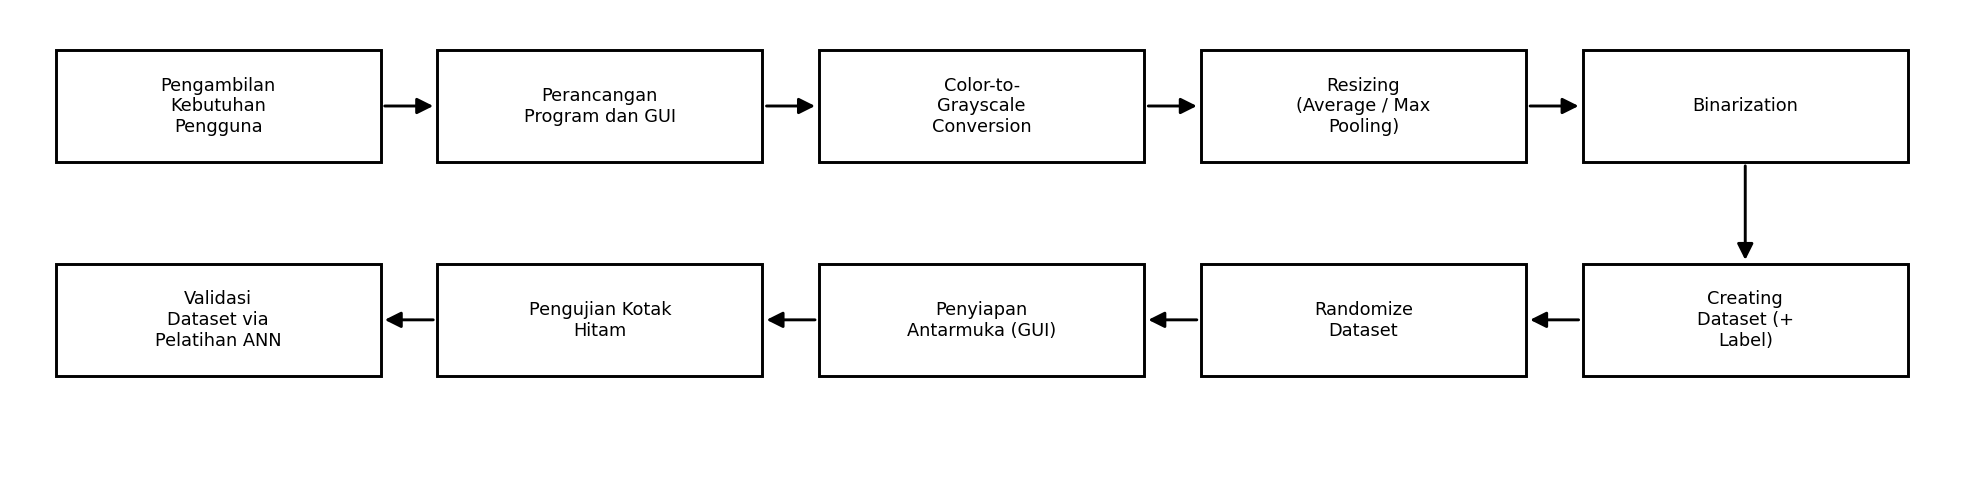 Pengambilan
Kebutuhan
Pengguna
Perancangan
Program dan GUI
Color-to-
Grayscale
Conversion
Resizing
(Average / Max
Pooling)
Binarization
Creating
Dataset (+
Label)
Randomize
Dataset
Penyiapan
Antarmuka (GUI)
Pengujian Kotak
Hitam
Validasi
Dataset via
Pelatihan ANN